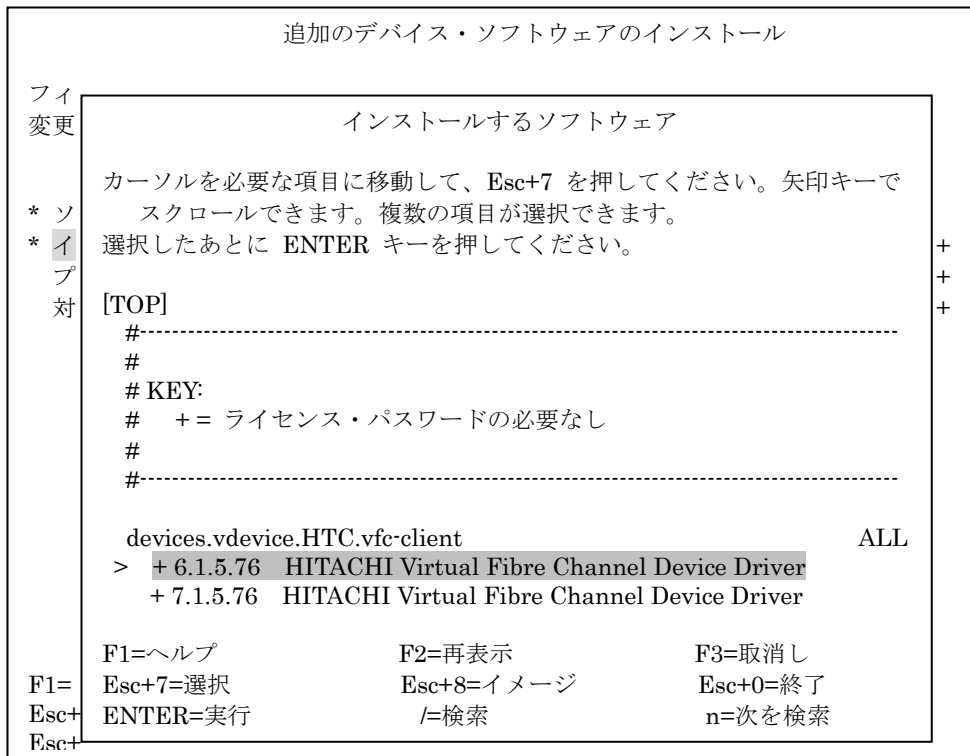 追加のデバイス・ソフトウェアのインストール
フィ
変更
インストールするソフトウェア
カーソルを必要な項目に移動して、Esc+7 を押してください。矢印キーで
* ソ
スクロールできます。複数の項目が選択できます。
* イ
選択したあとに ENTER キーを押してください。
+
プ
+
対
[TOP]
+
#----------------------------------------------------------------------------------------------
#
# KEY:
# + = ライセンス・パスワードの必要なし
#
#----------------------------------------------------------------------------------------------
devices.vdevice.HTC.vfc-client ALL
> + 6.1.5.76 HITACHI Virtual Fibre Channel Device Driver
+ 7.1.5.76 HITACHI Virtual Fibre Channel Device Driver
F1=ヘルプ F2=再表示 F3=取消し
F1=
Esc+7=選択 Esc+8=イメージ Esc+0=終了
Esc+
ENTER=実行 /=検索 n=次を検索
Esc+